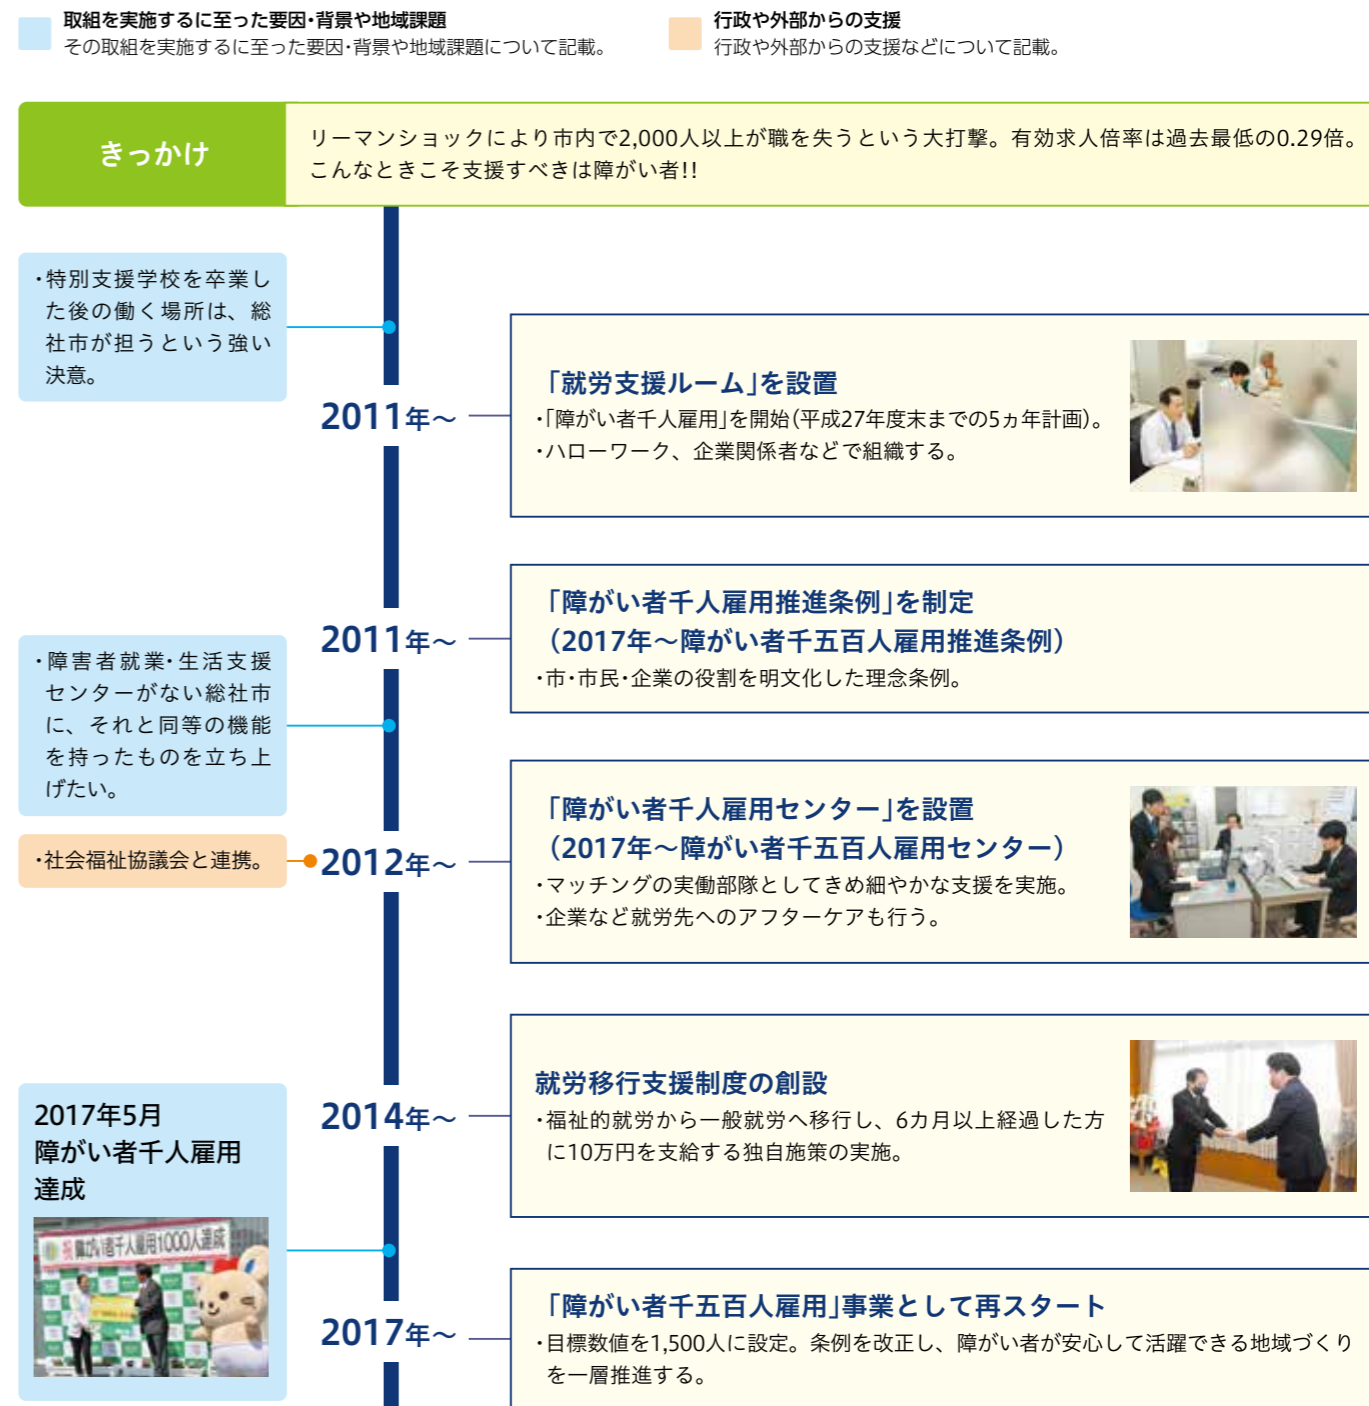 取組を実施するに至った要因・背景や地域課題
その取組を実施するに至った要因・背景や地域課題について記載。
行政や外部からの支援
行政や外部からの支援などについて記載。
きっかけ
リーマンショックにより市内で2,000人以上が職を失うという大打撃。有効求人倍率は過去最低の0.29倍。
こんなときこそ支援すべきは障がい者!!
・特別支援学校を卒業し
た後の働く場所は、総
社市が担うという強い
決意。
2011年～
「就労支援ルーム」を設置
・「障がい者千人雇用」を開始(平成27年度末までの5ヵ年計画)。
・ハローワーク、企業関係者などで組織する。
2011年～
「障がい者千人雇用推進条例」を制定
（2017年～障がい者千五百人雇用推進条例）
・市・市民・企業の役割を明文化した理念条例。
・障害者就業・生活支援
センターがない総社市
に、それと同等の機能
を持ったものを立ち上
げたい。
・社会福祉協議会と連携。
2012年～
「障がい者千人雇用センター」を設置
（2017年～障がい者千五百人雇用センター）
・マッチングの実働部隊としてきめ細やかな支援を実施。
・企業など就労先へのアフターケアも行う。
2014年～
就労移行支援制度の創設
・福祉的就労から一般就労へ移行し、6カ月以上経過した方
に10万円を支給する独自施策の実施。
2017年5月
障がい者千人雇用
達成
祝 障がい者千人雇用1000人達成
2017年～
「障がい者千五百人雇用」事業として再スタート
・目標数値を1,500人に設定。条例を改正し、障がい者が安心して活躍できる地域づくり
を一層推進する。